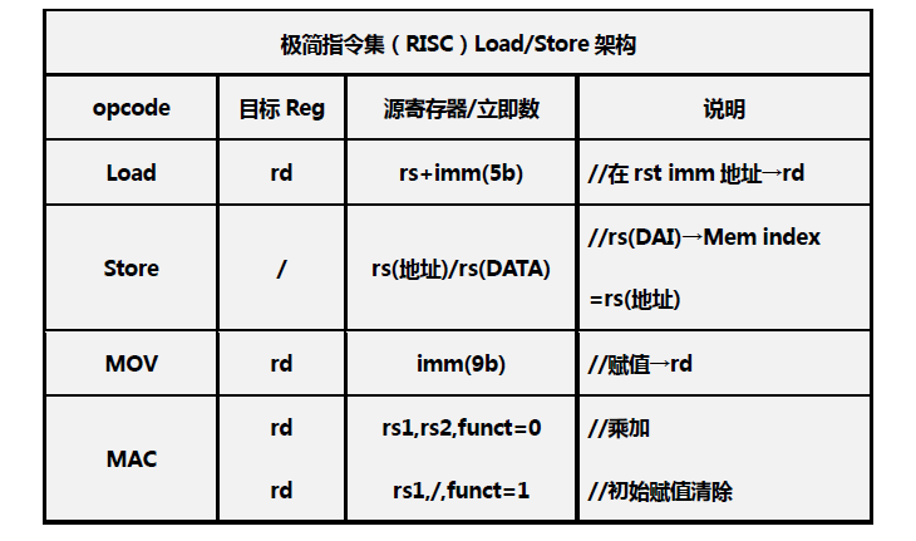 极简指令集（RISC）Load/Store 架构
opcode 目标 Reg 源寄存器/立即数 说明
Load rd rs+imm(5b) //在 rst imm 地址→rd
Store / rs(地址)/rs(DATA) //rs(DAI)→Mem index
=rs(地址)
MOV rd imm(9b) //赋值→rd
MAC
rd rs1,rs2,funct=0 //乘加
rd rs1,/,funct=1 //初始赋值清除